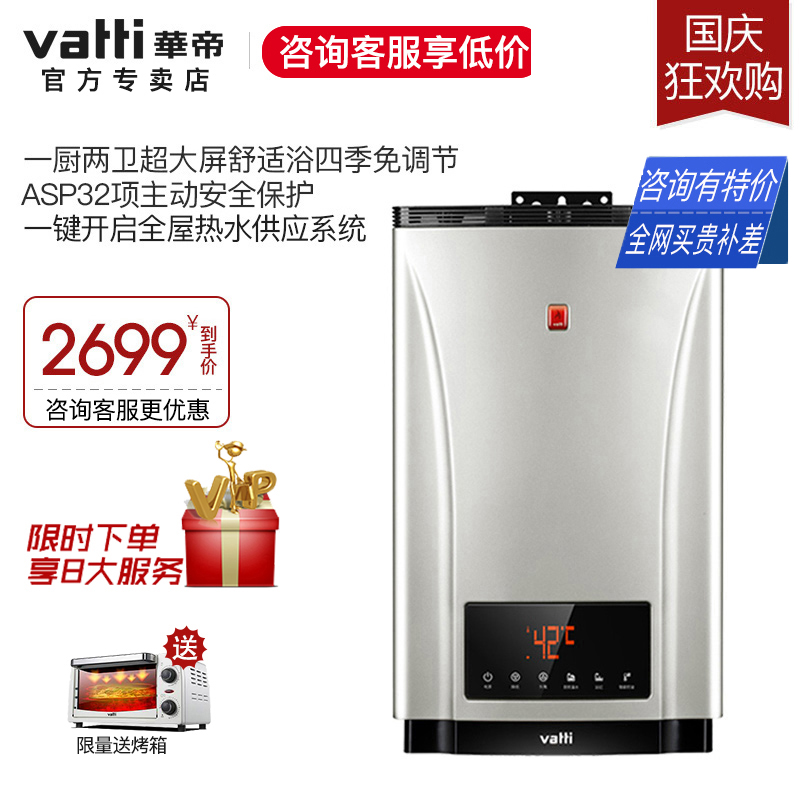 vatti 華帝
官方专卖店
咨询客服享低价
国庆
狂欢购
一厨两卫超大屏舒适浴四季免调节
ASP32项主动安全保护
一键开启全屋热水供应系统
咨询有特价
全网买贵补差
2699¥到手价
咨询客服更优惠
VIP
限时下单
享8大服务
送
vatti
限量送烤箱
vatti
42℃
vatti